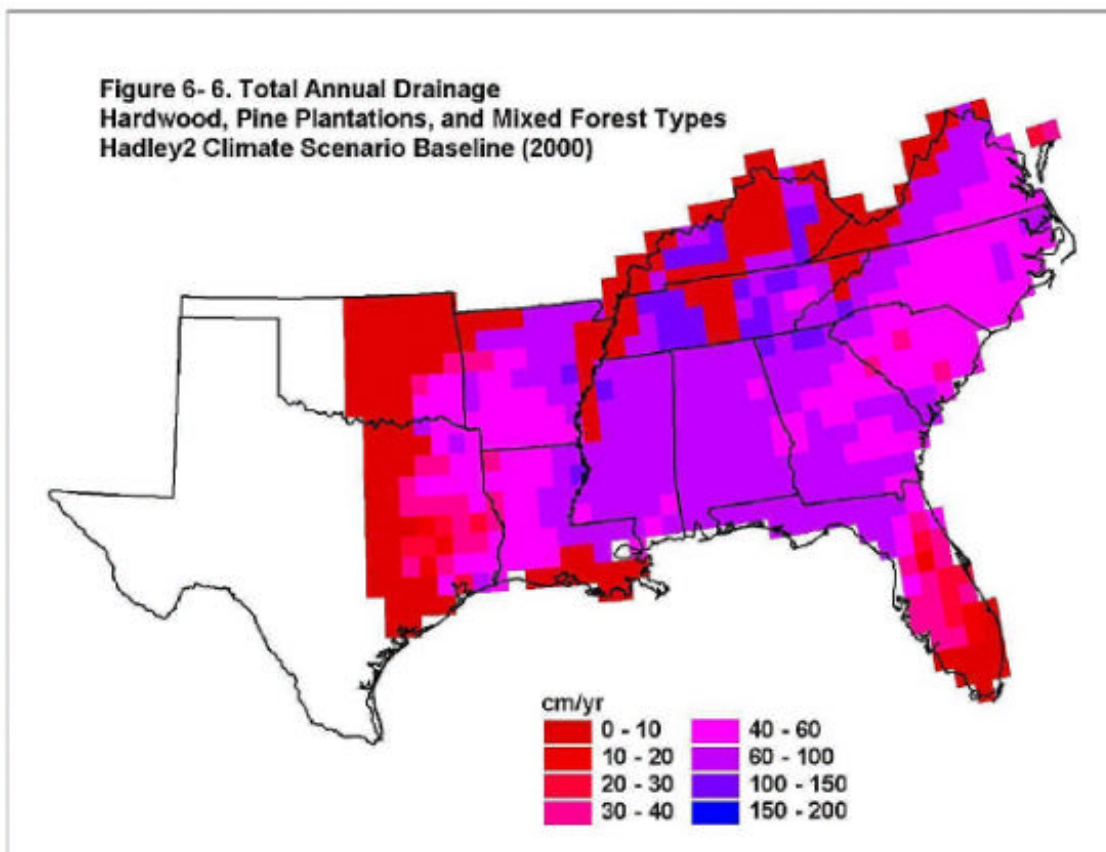 Figure 6- 6. Total Annual Drainage
Hardwood, Pine Plantations, and Mixed Forest Types
Hadley2 Climate Scenario Baseline (2000)
cm/yr
0 - 10
10 - 20
20 - 30
30 - 40
40 - 60
60 - 100
100 - 150
150 - 200